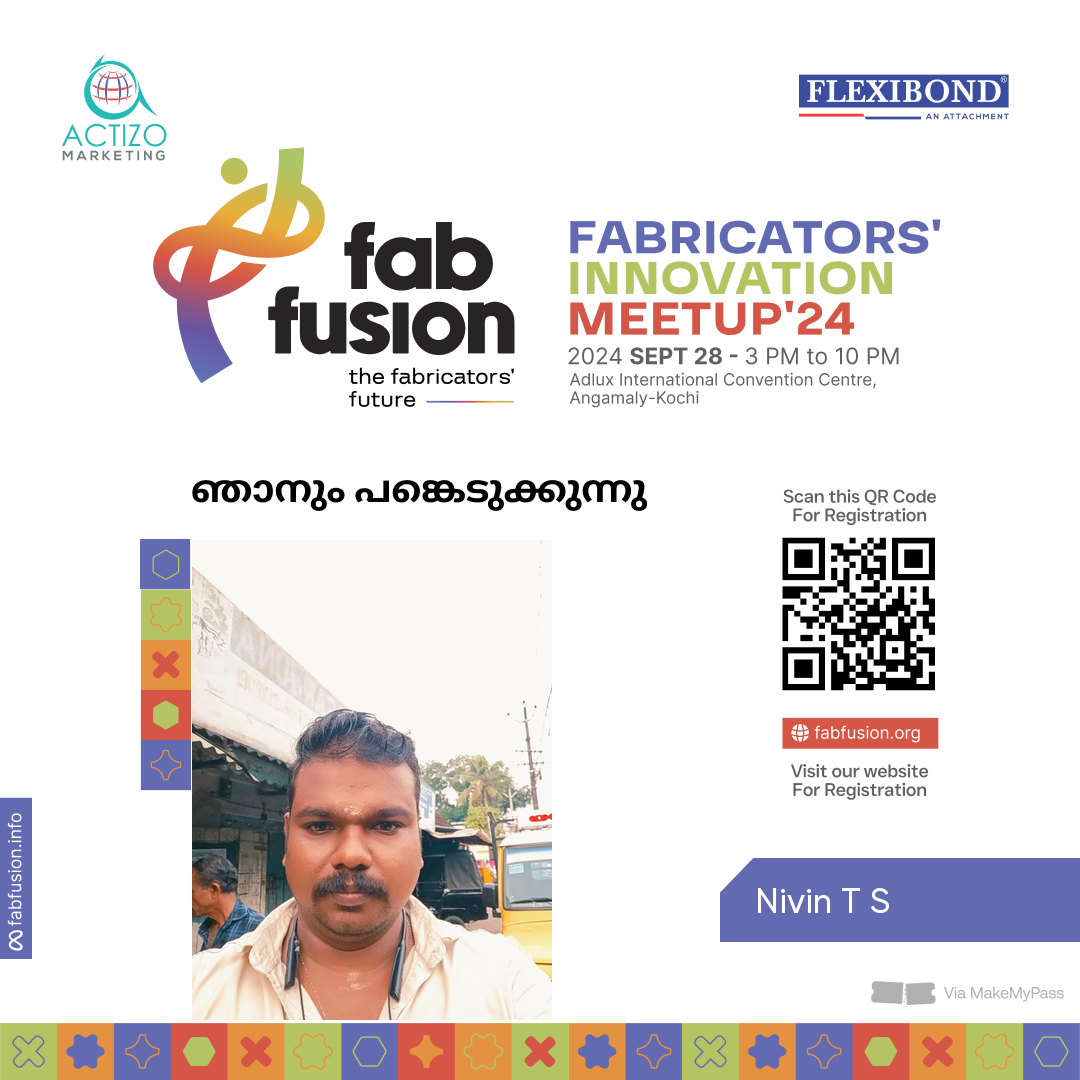 ACTIZO
MARKETING
FLEXIBOND®
AN ATTACHMENT
fab
fusion
the fabricators'
future
FABRICATORS'
INNOVATION
MEETUP'24
2024 SEPT 28 - 3 PM to 10 PM
Adlux International Convention Centre,
Angamaly-Kochi
ഞാനും പങ്കെടുക്കുന്നു
Scan this QR Code
For Registration
fabfusion.org
Visit our website
For Registration
fabfusion.info
Nivin T S
Via MakeMyPass